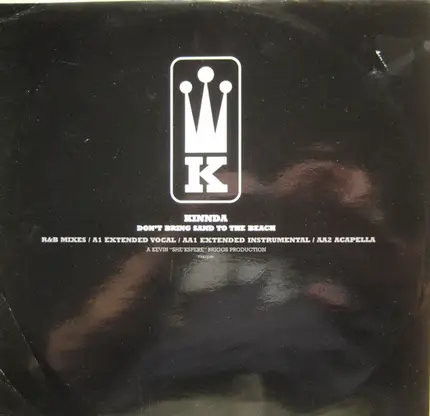 K
KINNDA
DON'T BRING SAND TO THE BEACH
R&B MIXES / A1 EXTENDED VOCAL / AA1 EXTENDED INSTRUMENTAL / AA2 ACAPELLA
A KEVIN "SHE'KSPERE" BRIGGS PRODUCTION